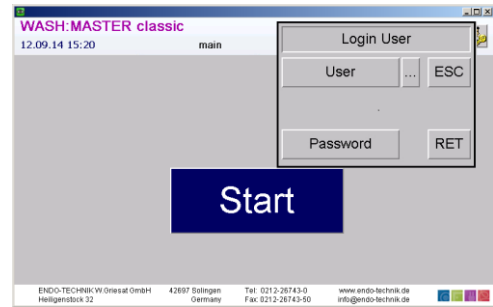 WASH:MASTER classic
12.09.14 15:20 main
Login User
User ... ESC
Password RET
Start
ENDO-TECHNIK W.Griesat GmbH 42697 Solingen Tel: 0212-26743-0 www.endo-technik.de
Heiligenstock 32 Germany Fax: 0212-26743-50 info@endo-technik.de